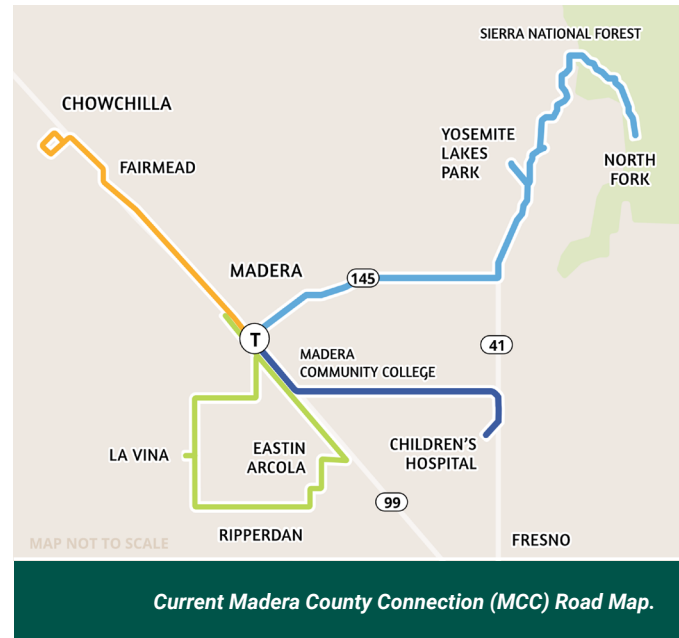 SIERRA NATIONAL FOREST
CHOWCHILLA
FAIRMEAD
YOSEMITE
LAKES
PARK
NORTH
FORK
MADERA
145
T
41
MADERA
COMMUNITY COLLEGE
LA VINA
EASTIN
ARCOLA
CHILDREN'S
HOSPITAL
99
RIPPERDAN
FRESNO
MAP NOT TO SCALE
Current Madera County Connection (MCC) Road Map.